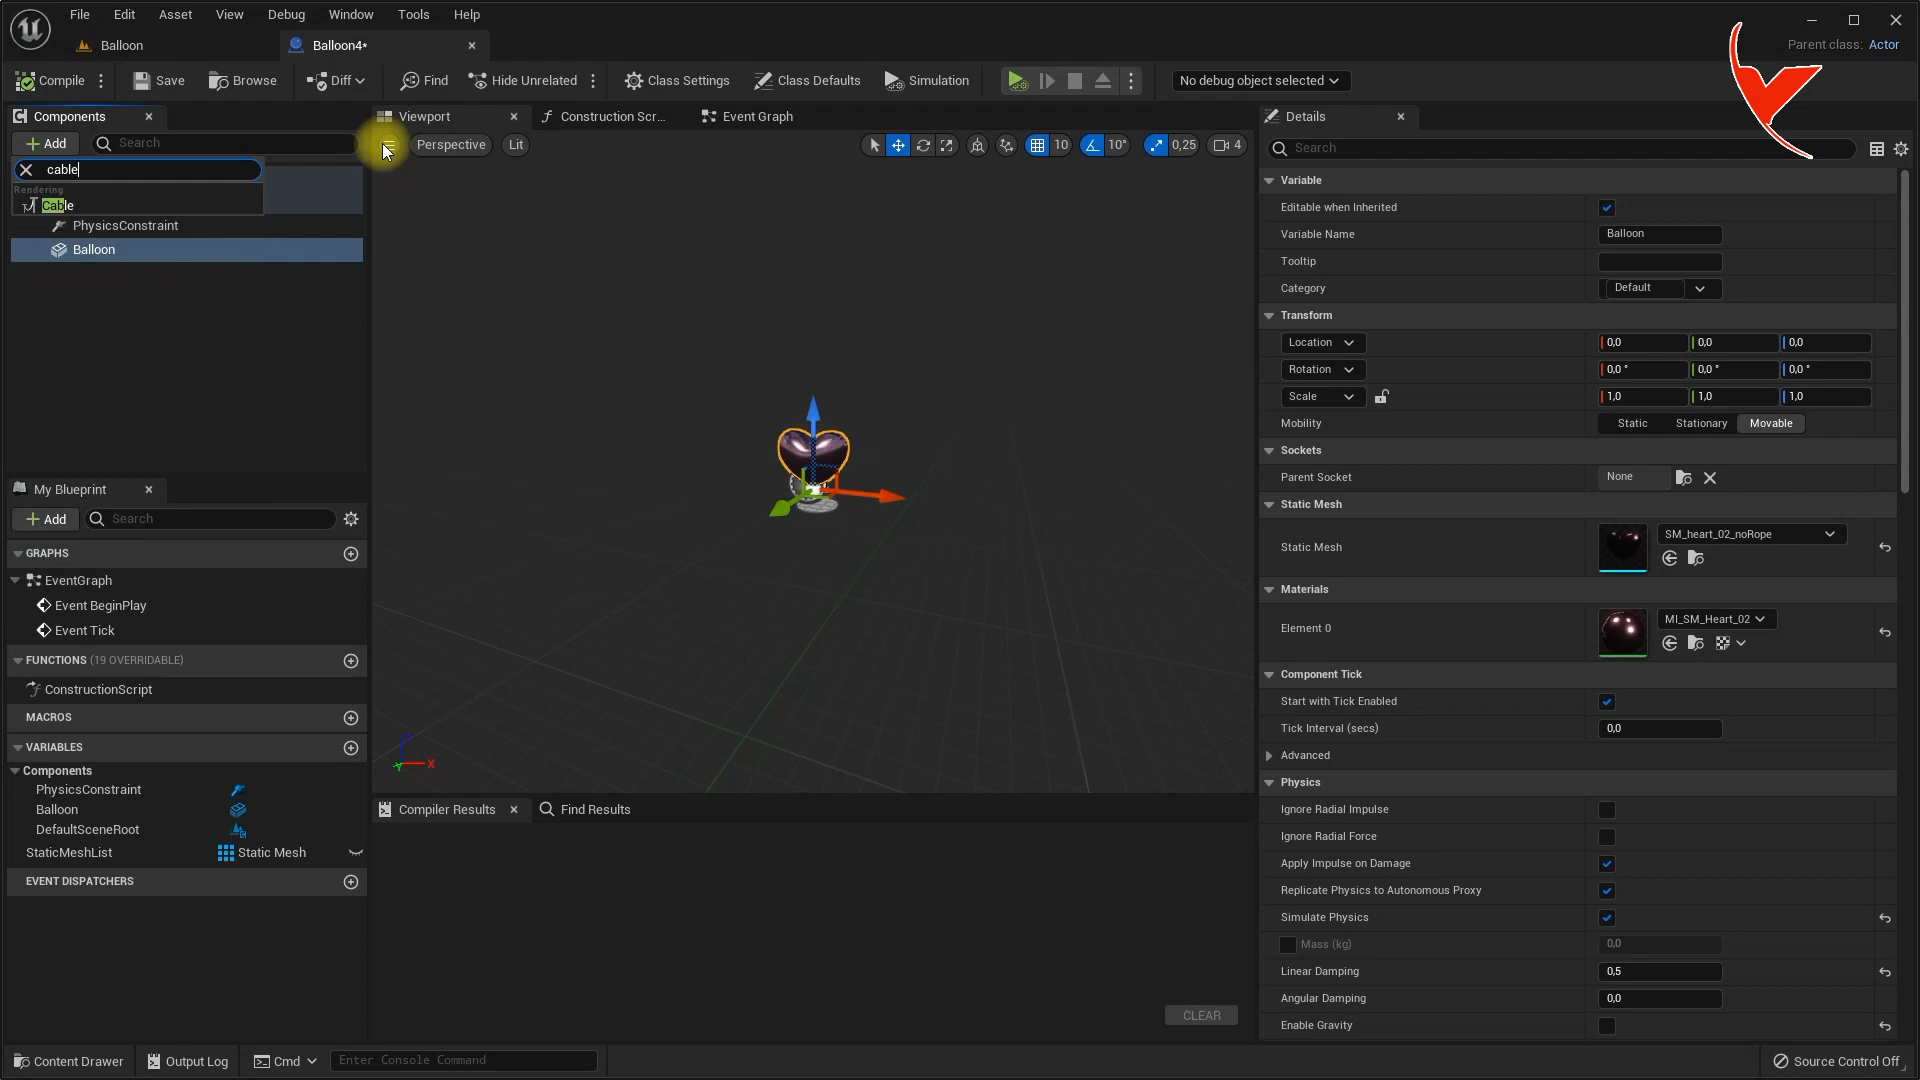 File Edit Asset View Window Debug Tools Help
Balloon
Balloon4*
Parent class: Actor
Compile
Save
Browse
Diff
Find
Hide Unrelated
Class Settings
Class Defaults
Simulation
No debug object selected
Components
Add
Search
cable
Rendering
Cable
PhysicsConstraint
Balloon
My Blueprint
Add
Search
GRAPHS
EventGraph
Event BeginPlay
Event Tick
FUNCTIONS (19 OVERRIDABLE)
ConstructionScript
MACROS
VARIABLES
Components
PhysicsConstraint
Balloon
DefaultSceneRoot
StaticMeshList Static Mesh
EVENT DISPATCHERS
Viewport
Construction Scr...
Event Graph
Perspective
Lit
10
10°
0,25
4
X
Compiler Results
Find Results
CLEAR
Details
Search
Variable
Editable when Inherited
Variable Name Balloon
Tooltip
Category Default
Transform
Location 0,0 0,0 0,0
Rotation 0,0 ° 0,0 ° 0,0 °
Scale 1,0 1,0 1,0
Mobility Static Stationary Movable
Sockets
Parent Socket None
Static Mesh
Static Mesh SM_heart_02_noRope
Materials
Element 0 MI_SM_Heart_02
Component Tick
Start with Tick Enabled
Tick Interval (secs) 0,0
Advanced
Physics
Ignore Radial Impulse
Ignore Radial Force
Apply Impulse on Damage
Replicate Physics to Autonomous Proxy
Simulate Physics
Mass (kg) 0,0
Linear Damping 0,5
Angular Damping 0,0
Enable Gravity
Content Drawer
Output Log
Cmd
Enter Console Command
Source Control Off